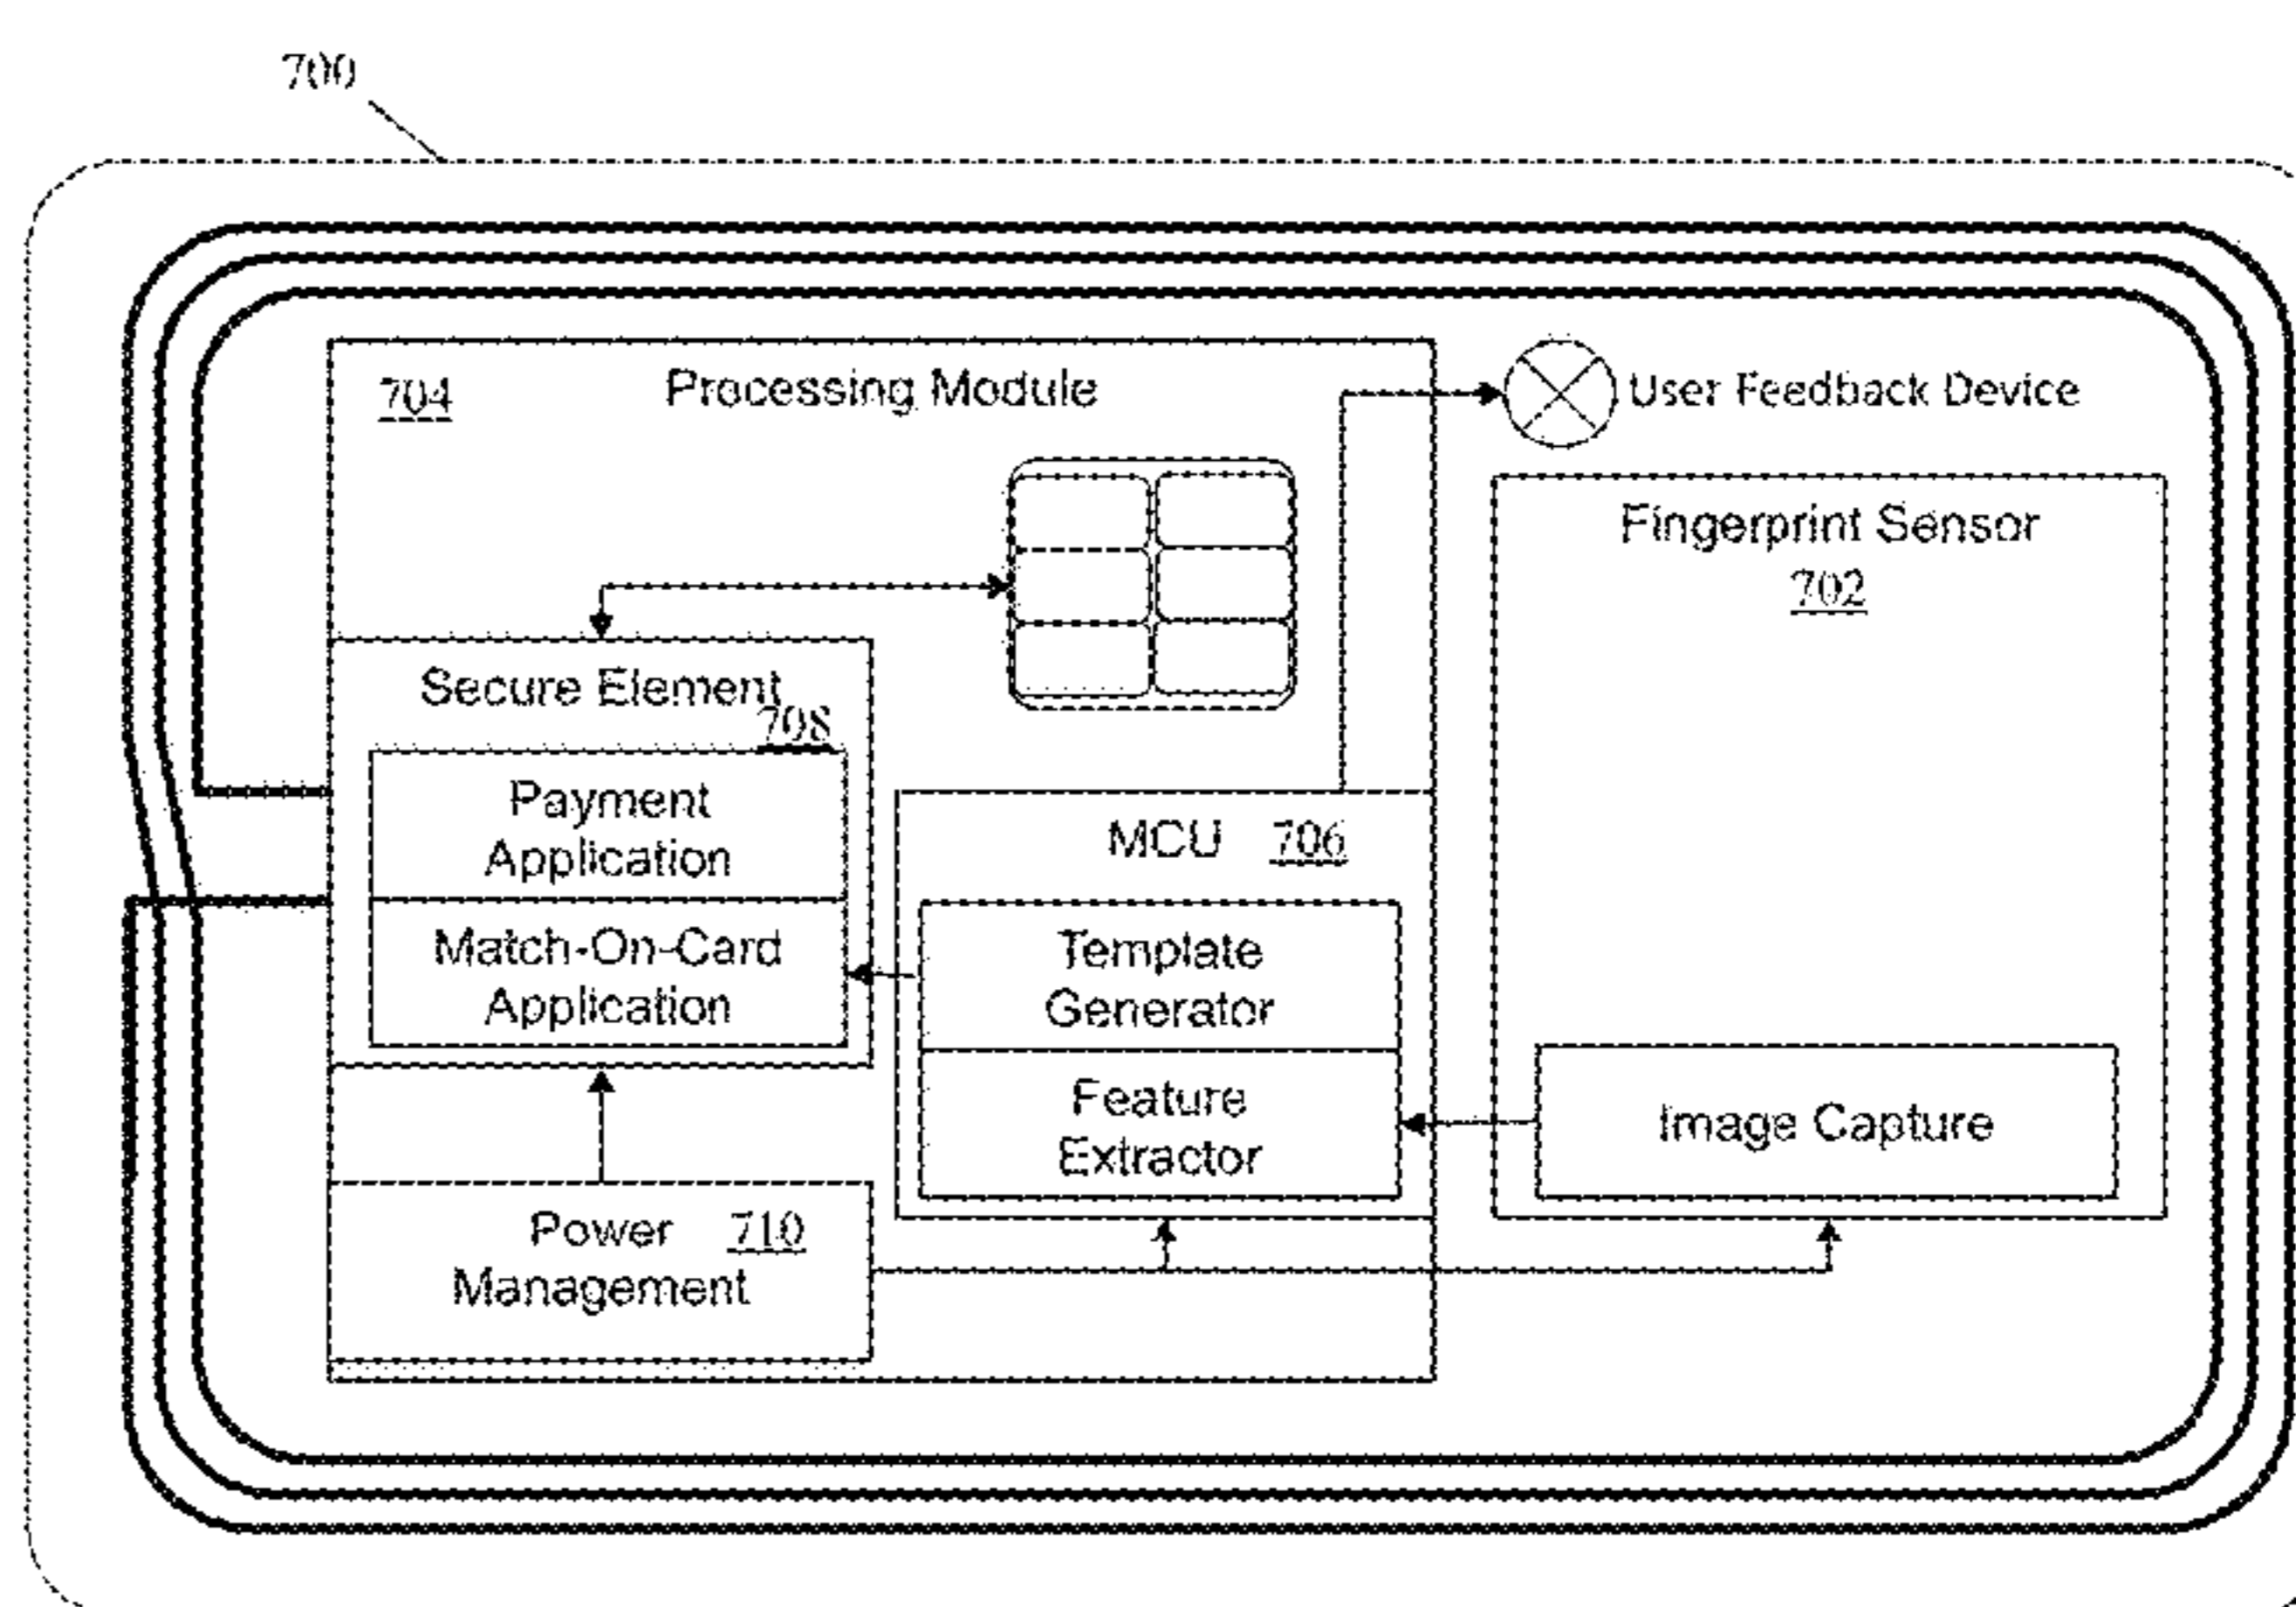 700
704 Processing Module
User Feedback Device
Fingerprint Sensor
702
Secure Element
708
Payment
Application
MCU 706
Match-On-Card
Application
Template
Generator
Feature
Extractor
Image Capture
Power 710
Management